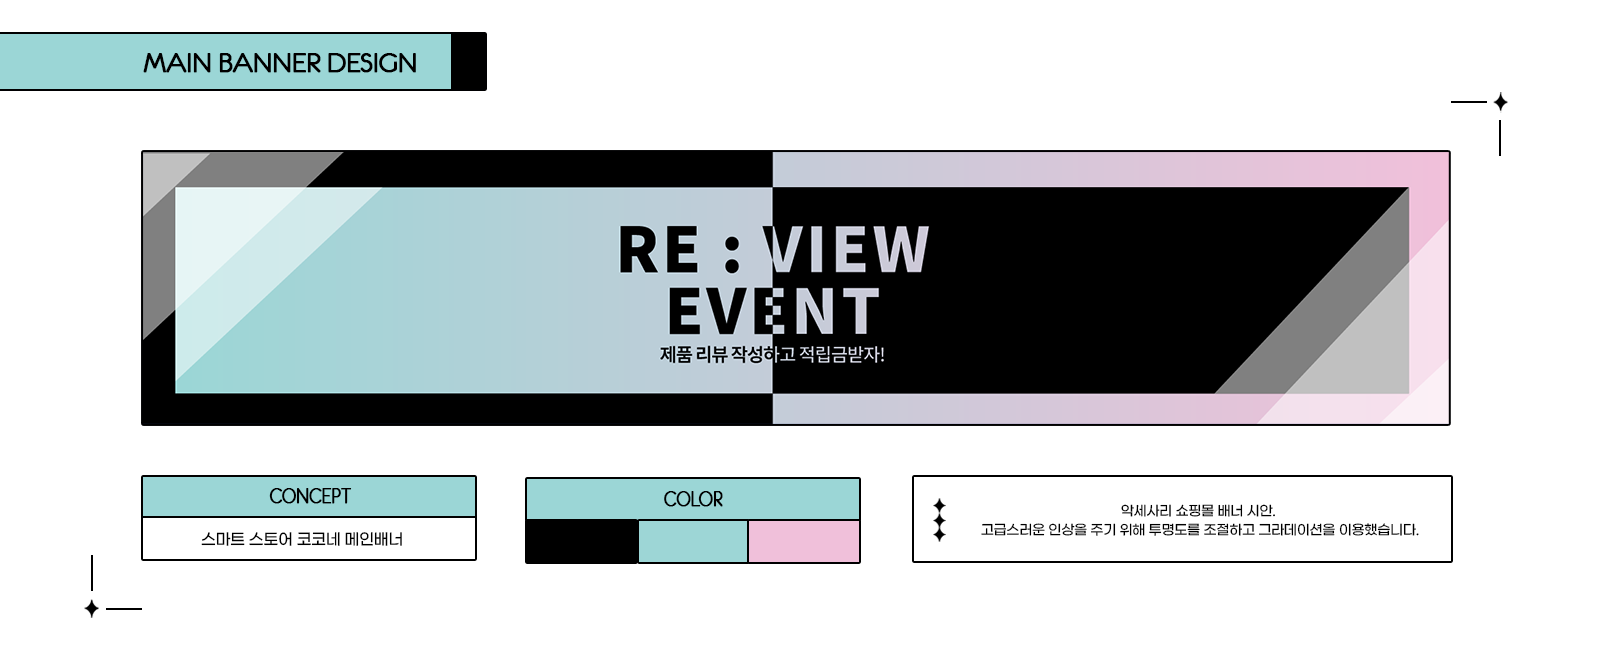 MAIN BANNER DESIGN
RE : VIEW
EVENT
제품 리뷰 작성하고 적립금받자!
CONCEPT
스마트 스토어 코코네 메인배너
COLOR
악세사리 쇼핑몰 배너 시안.
고급스러운 인상을 주기 위해 투명도를 조절하고 그라데이션을 이용했습니다.